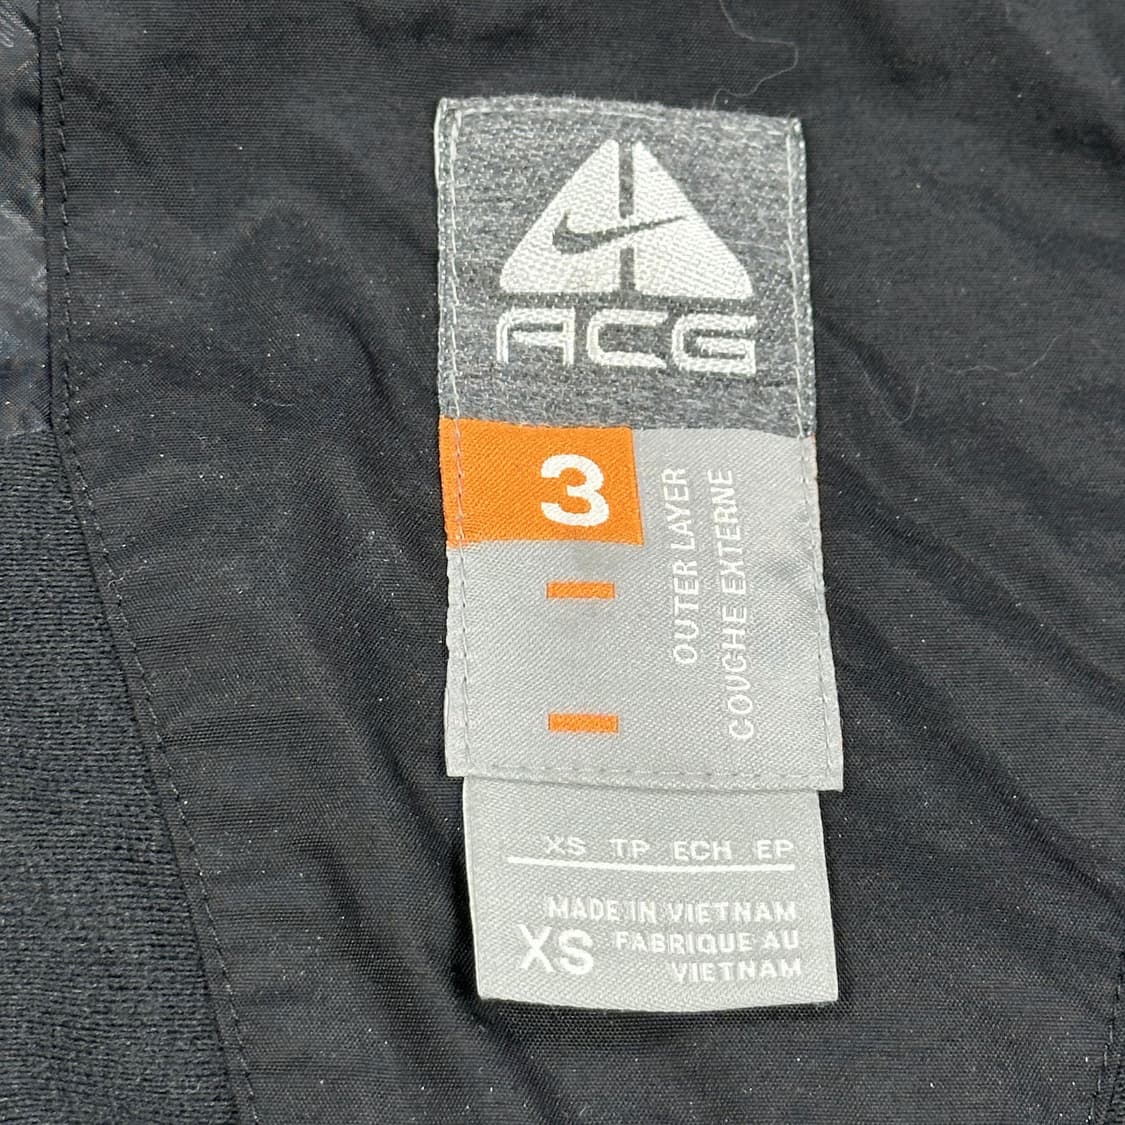 ACG
3
OUTER LAYER
COUCHE EXTERNE
XS TP ECH EP
MADE IN VIETNAM
XS FABRIQUE AU
VIETNAM